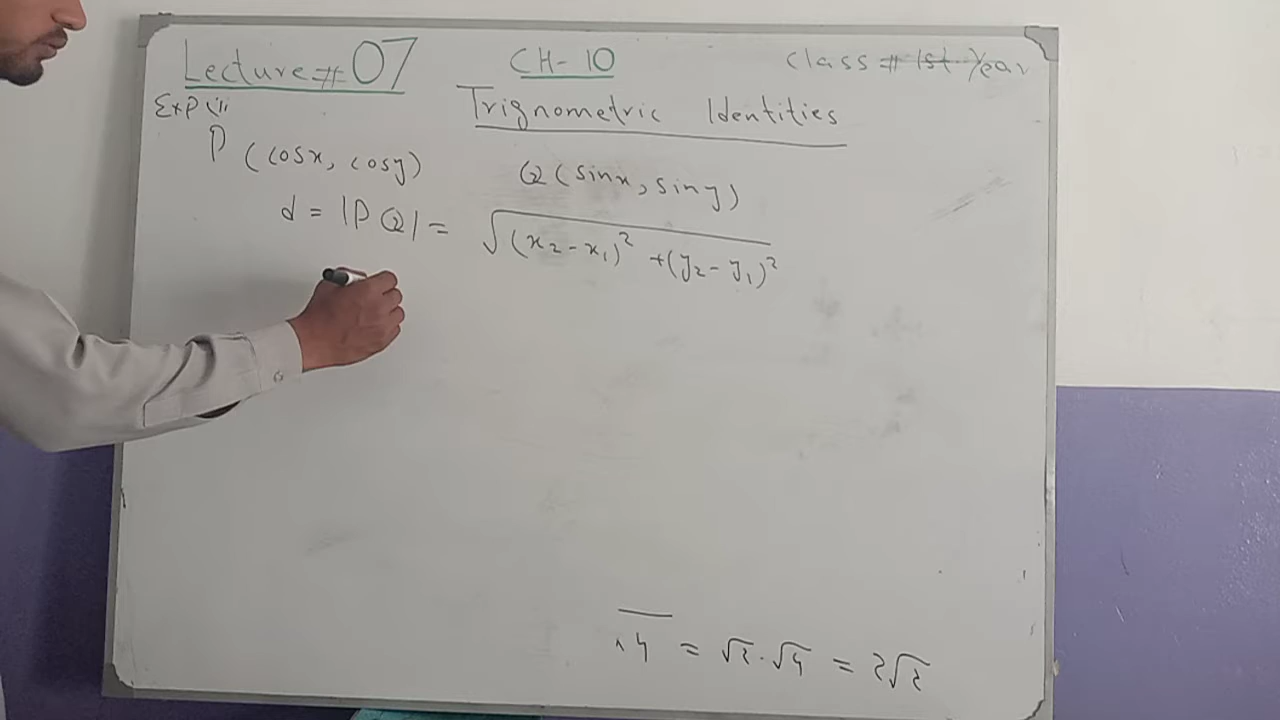 Lecture # 07 CH- 10 Class # 1st Year
Trignometric Identities
P (cosx, cosy) Q (sinx, siny)
d = |PQ| = √(x₂-x₁)² +(y₂-y₁)²
4 = √2·√4 = 2√2